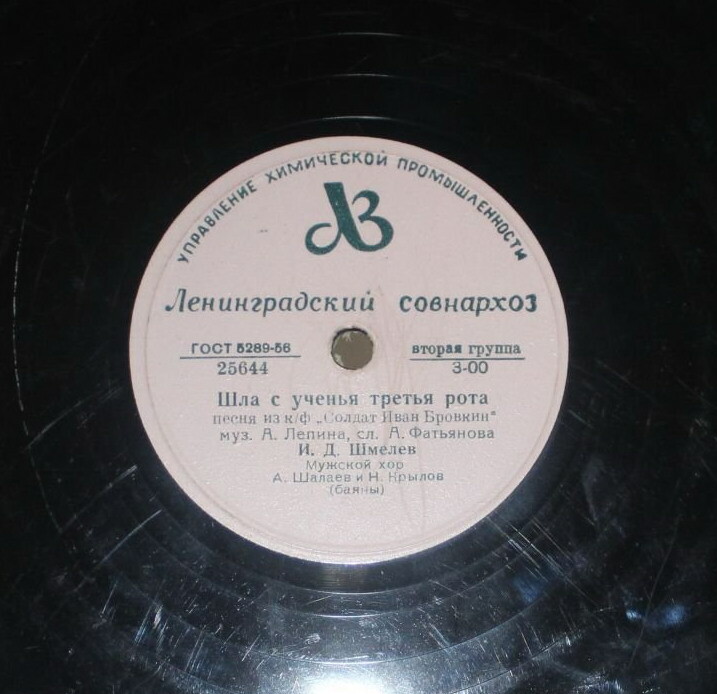 УПРАВЛЕНИЕ ХИМИЧЕСКОЙ ПРОМЫШЛЕННОСТИ
ЛЗ
Ленинградский совнархоз
ГОСТ 5289-56 вторая группа
25644 3-00
Шла с ученья третья рота
песня из к/ф „Солдат Иван Бровкин"
муз. А. Лепина, сл. А. Фатьянова
И. Д. Шмелев
Мужской хор
А. Шалаев и Н. Крылов
(баяны)